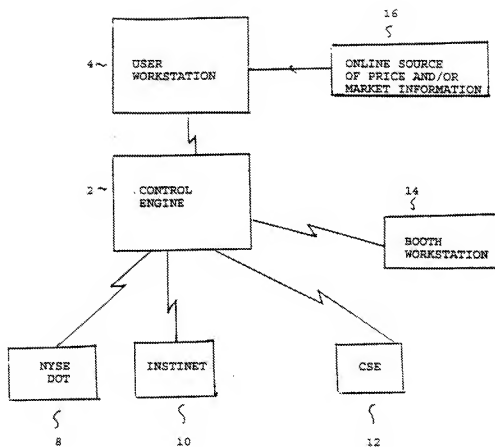 16
4 ~
USER
WORKSTATION
ONLINE SOURCE
OF PRICE AND/OR
MARKET INFORMATION
2 ~
CONTROL
ENGINE
14
BOOTH
WORKSTATION
NYSE
DOT
INSTINET
CSE
8
10
12